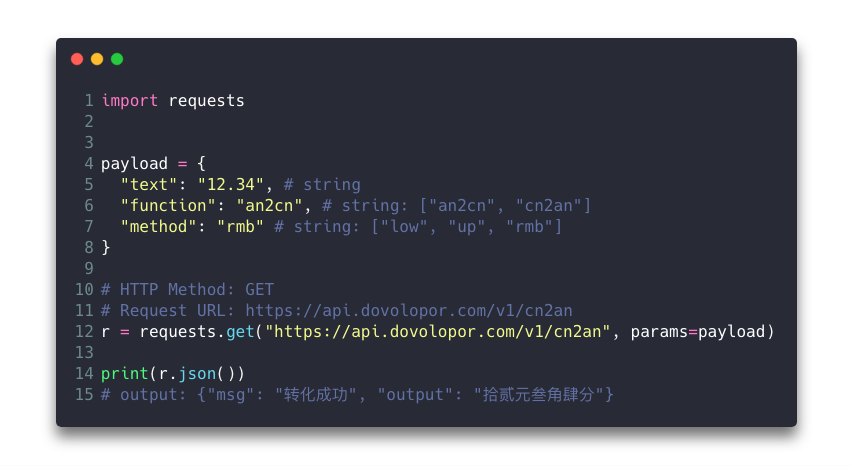 1 import requests
2
3
4 payload = {
5   "text": "12.34", # string
6   "function": "an2cn", # string: ["an2cn", "cn2an"]
7   "method": "rmb" # string: ["low", "up", "rmb"]
8 }
9
10 # HTTP Method: GET
11 # Request URL: https://api.dovolopor.com/v1/cn2an
12 r = requests.get("https://api.dovolopor.com/v1/cn2an", params=payload)
13
14 print(r.json())
15 # output: {"msg": "转化成功", "output": "拾贰元叁角肆分"}